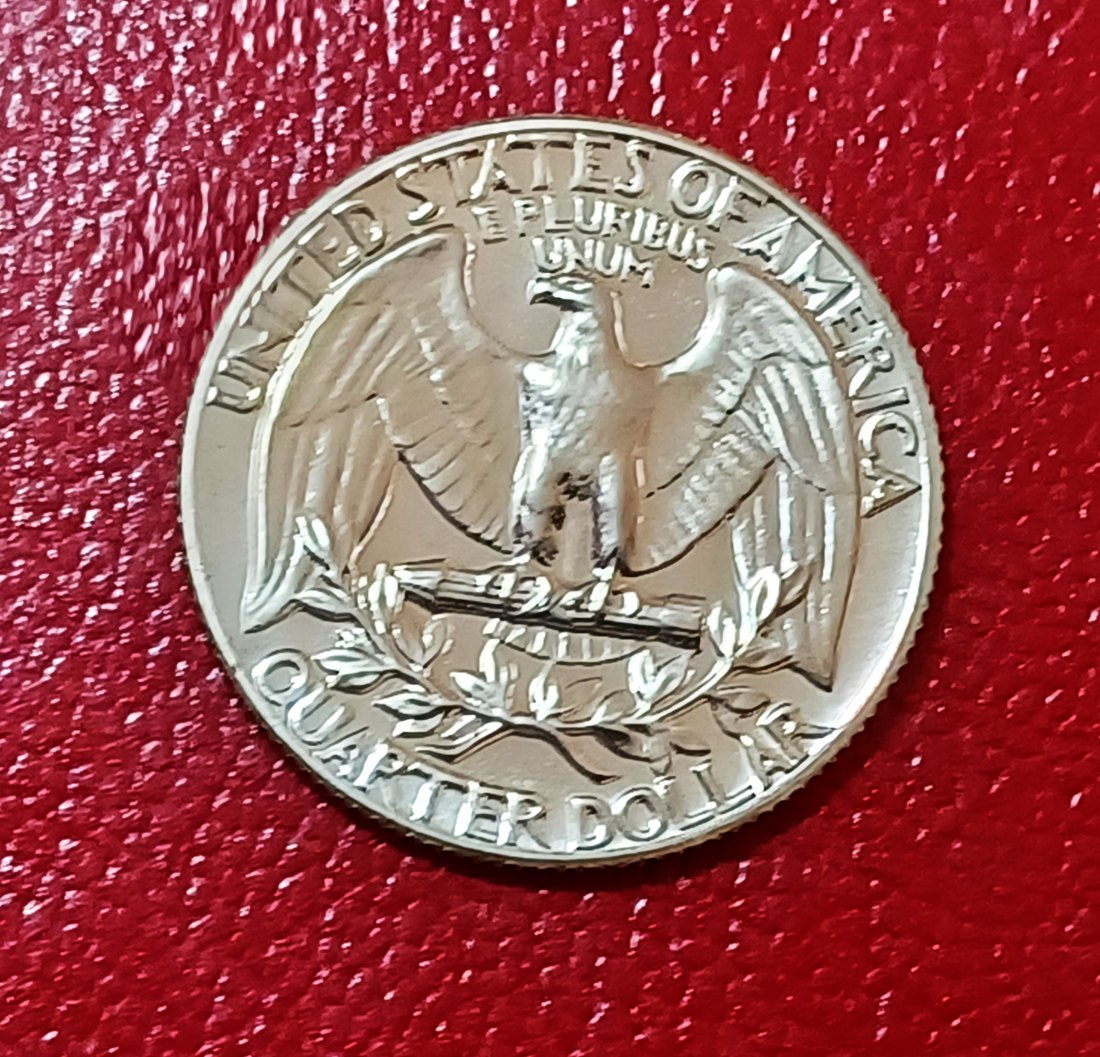 UNITED STATES OF AMERICA
E PLURIBUS
UNUM
QUARTER DOLLAR